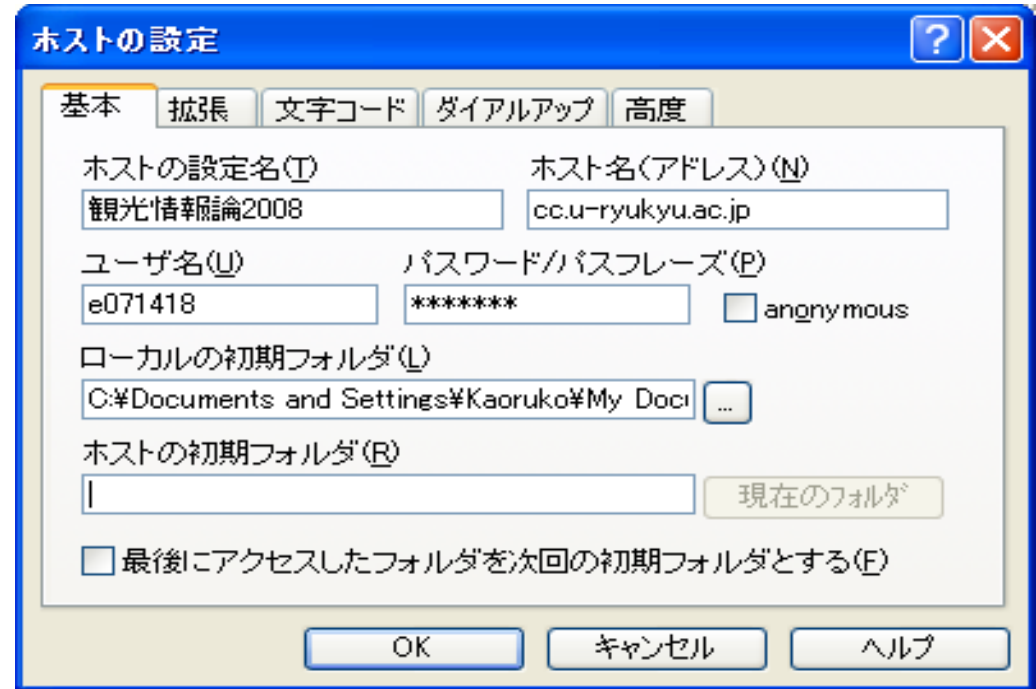 ホストの設定
基本 拡張 文字コード ダイアルアップ 高度
ホストの設定名(T) ホスト名(アドレス)(N)
観光情報論2008 cc.u-ryukyu.ac.jp
ユーザ名(U) パスワード/パスフレーズ(P)
e071418 ******* anonymous
ローカルの初期フォルダ(L)
C:¥Documents and Settings¥Kaoruko¥My Docu ...
ホストの初期フォルダ(R)
現在のフォルダ
最後にアクセスしたフォルダを次回の初期フォルダとする(F)
OK キャンセル ヘルプ